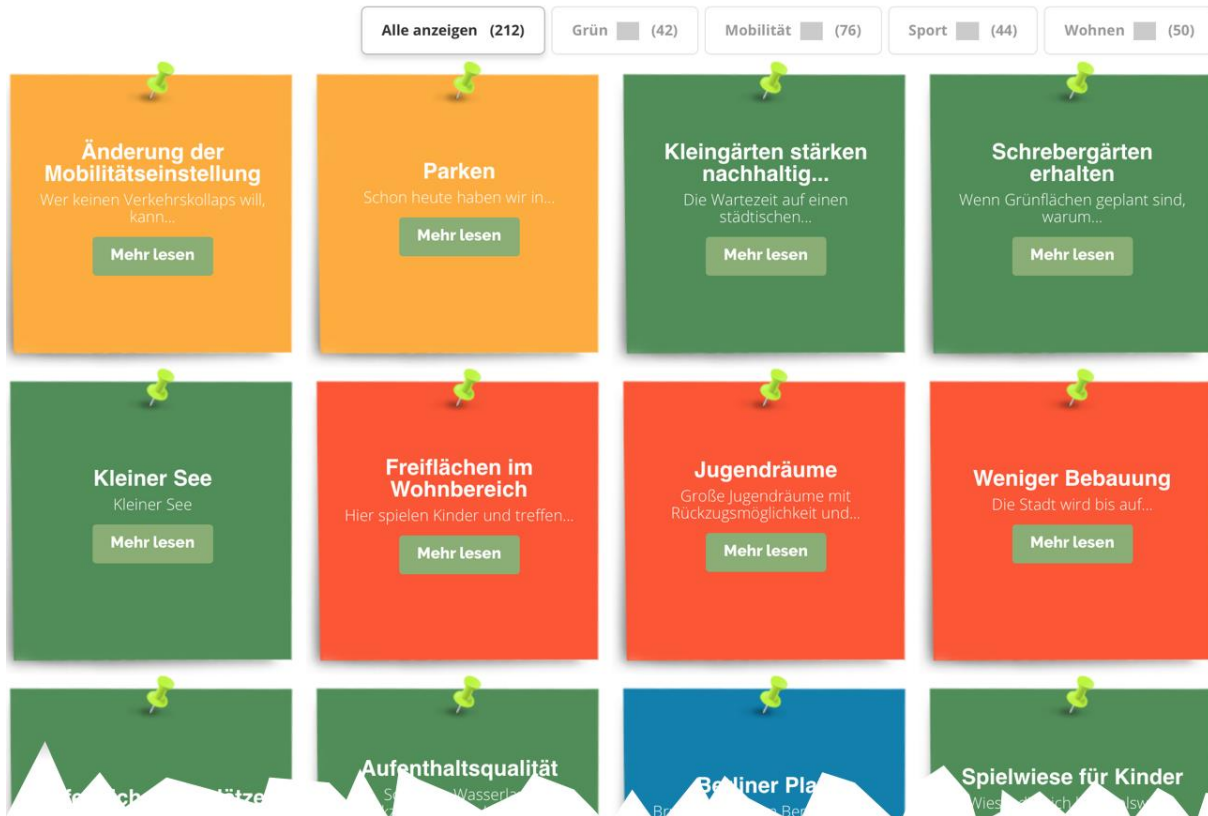 Alle anzeigen (212)
Grün (42)
Mobilität (76)
Sport (44)
Wohnen (50)
Änderung der
Mobilitätseinstellung
Wer keinen Verkehrskollaps will,
kann...
Mehr lesen
Parken
Schon heute haben wir in...
Mehr lesen
Kleingärten stärken
nachhaltig...
Die Wartezeit auf einen
städtischen...
Mehr lesen
Schrebergärten
erhalten
Wenn Grünflächen geplant sind,
warum...
Mehr lesen
Kleiner See
Kleiner See
Mehr lesen
Freiflächen im
Wohnbereich
Hier spielen Kinder und treffen...
Mehr lesen
Jugendräume
Große Jugendräume mit
Rückzugsmöglichkeit und...
Mehr lesen
Weniger Bebauung
Die Stadt wird bis auf...
Mehr lesen
Aufenthaltsqualität
Berliner
Spielwiese für Kinder